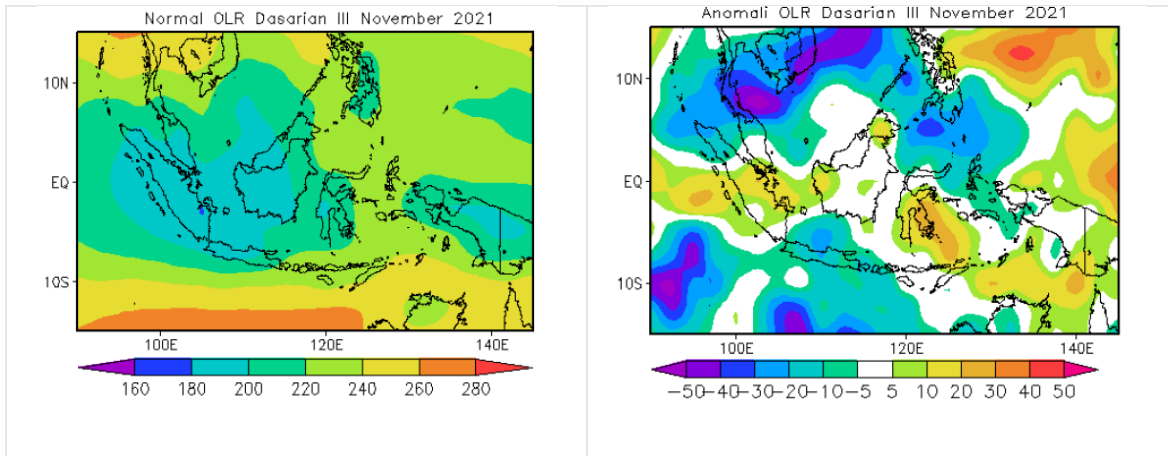 Normal OLR Dasarian III November 2021
10N
EQ
10S
100E 120E 140E
160 180 200 220 240 260 280
Anomali OLR Dasarian III November 2021
10N
EQ
10S
100E 120E 140E
-50 -40 -30 -20 -10 -5 5 10 20 30 40 50